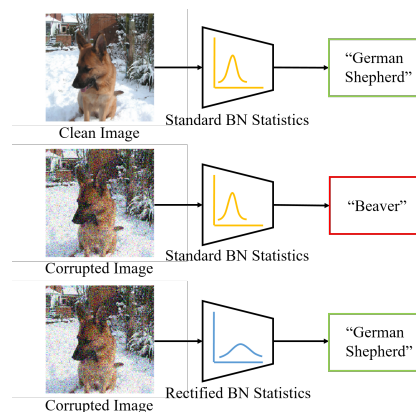 “German
Shepherd”
Standard BN Statistics
Clean Image
“Beaver”
Standard BN Statistics
Corrupted Image
“German
Shepherd”
Rectified BN Statistics
Corrupted Image